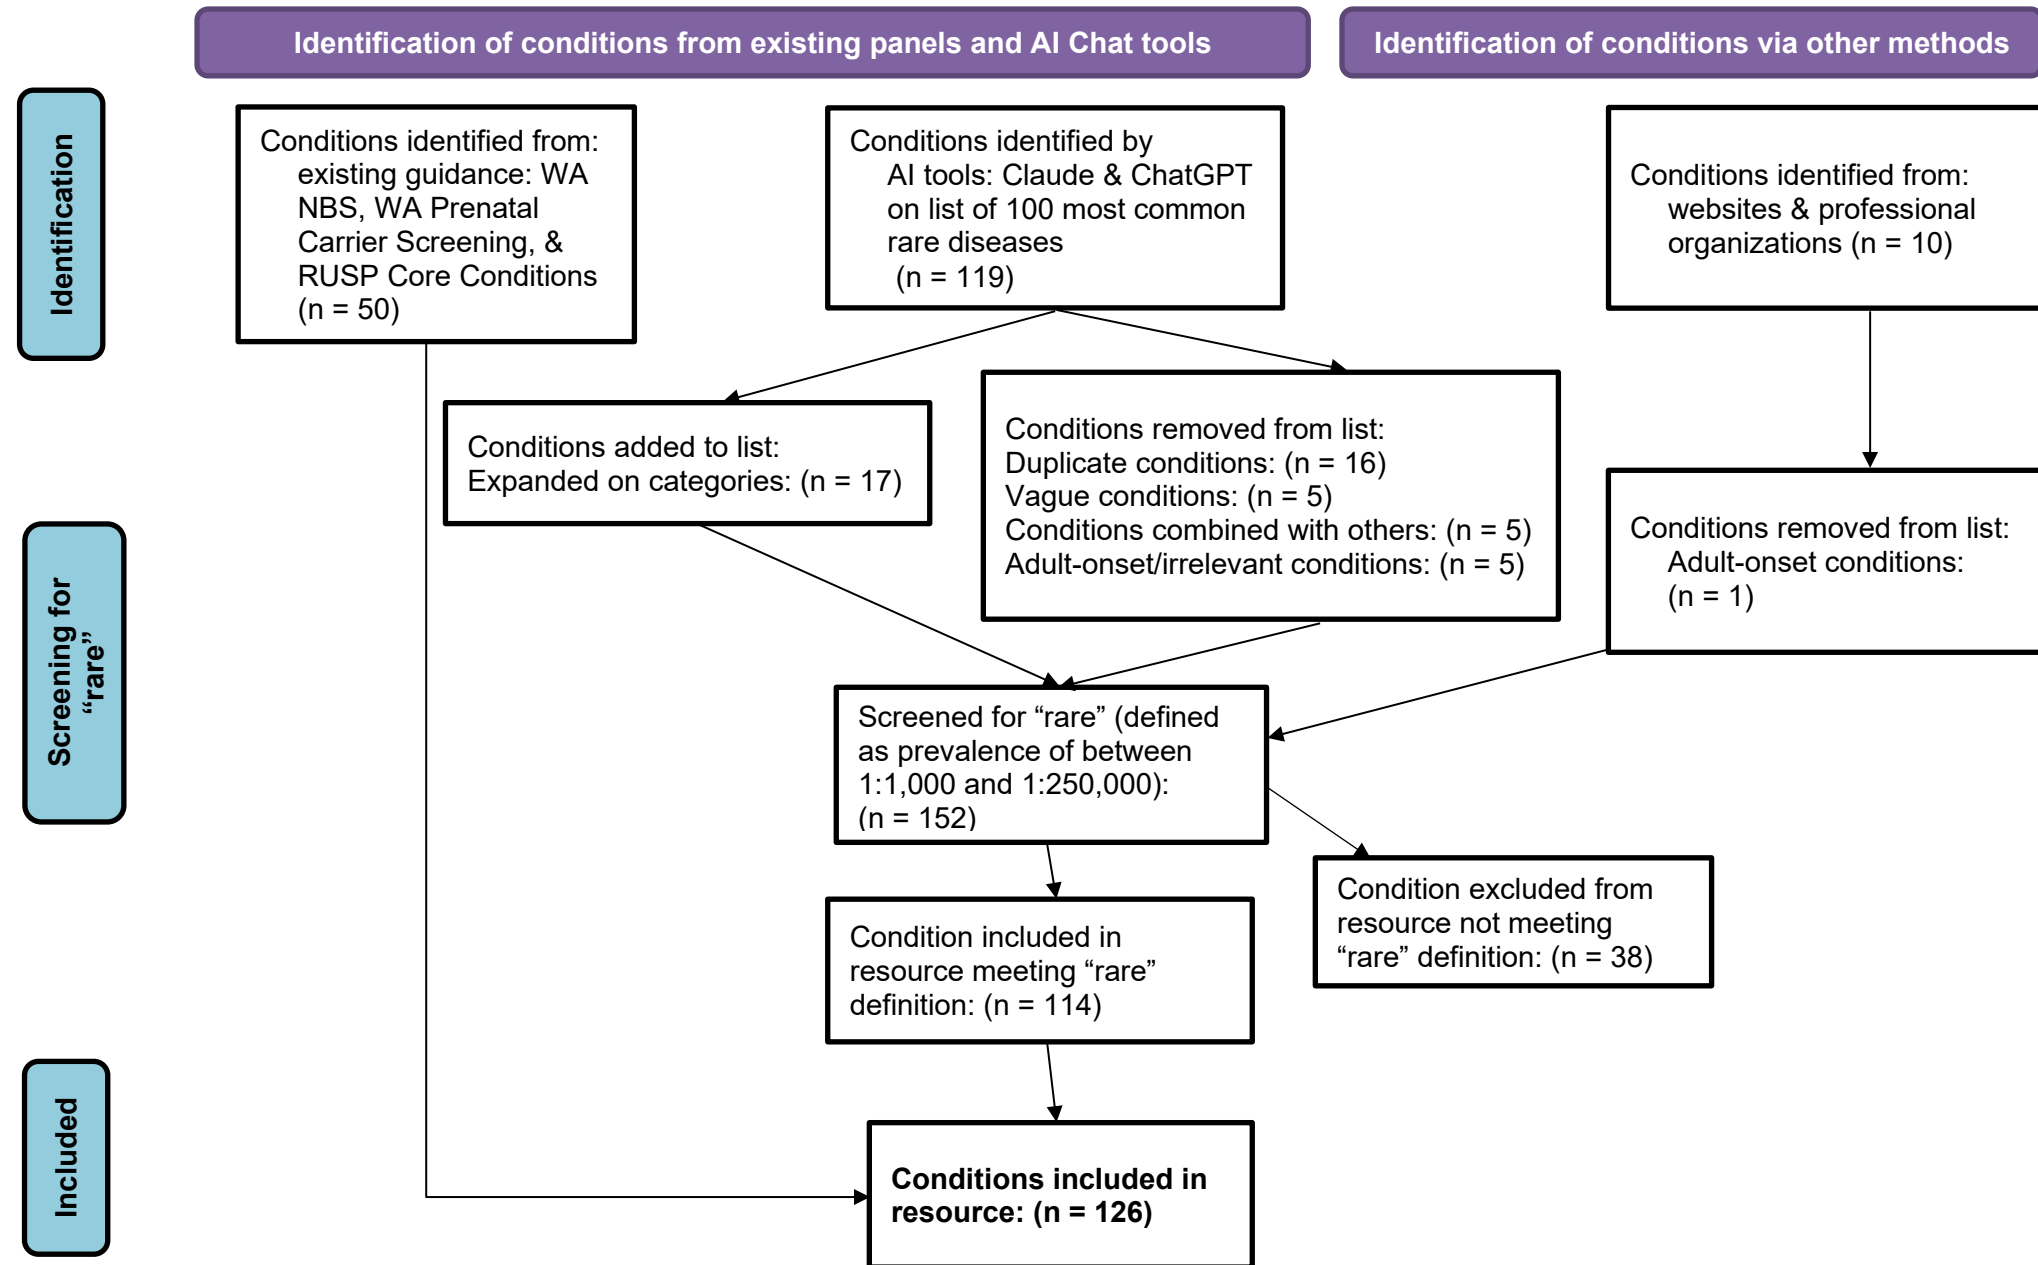 Identification of conditions from existing panels and AI Chat tools
Identification of conditions via other methods
Identification
Conditions identified from:
existing guidance: WA
NBS, WA Prenatal
Carrier Screening, &
RUSP Core Conditions
(n = 50)
Conditions identified by
AI tools: Claude & ChatGPT
on list of 100 most common
rare diseases
(n = 119)
Conditions identified from:
websites & professional
organizations (n = 10)
Conditions added to list:
Expanded on categories: (n = 17)
Conditions removed from list:
Duplicate conditions: (n = 16)
Vague conditions: (n = 5)
Conditions combined with others: (n = 5)
Adult-onset/irrelevant conditions: (n = 5)
Conditions removed from list:
Adult-onset conditions:
(n = 1)
Screening for
“rare”
Screened for “rare” (defined
as prevalence of between
1:1,000 and 1:250,000):
(n = 152)
Condition included in
resource meeting “rare”
definition: (n = 114)
Condition excluded from
resource not meeting
“rare” definition: (n = 38)
Included
Conditions included in
resource: (n = 126)